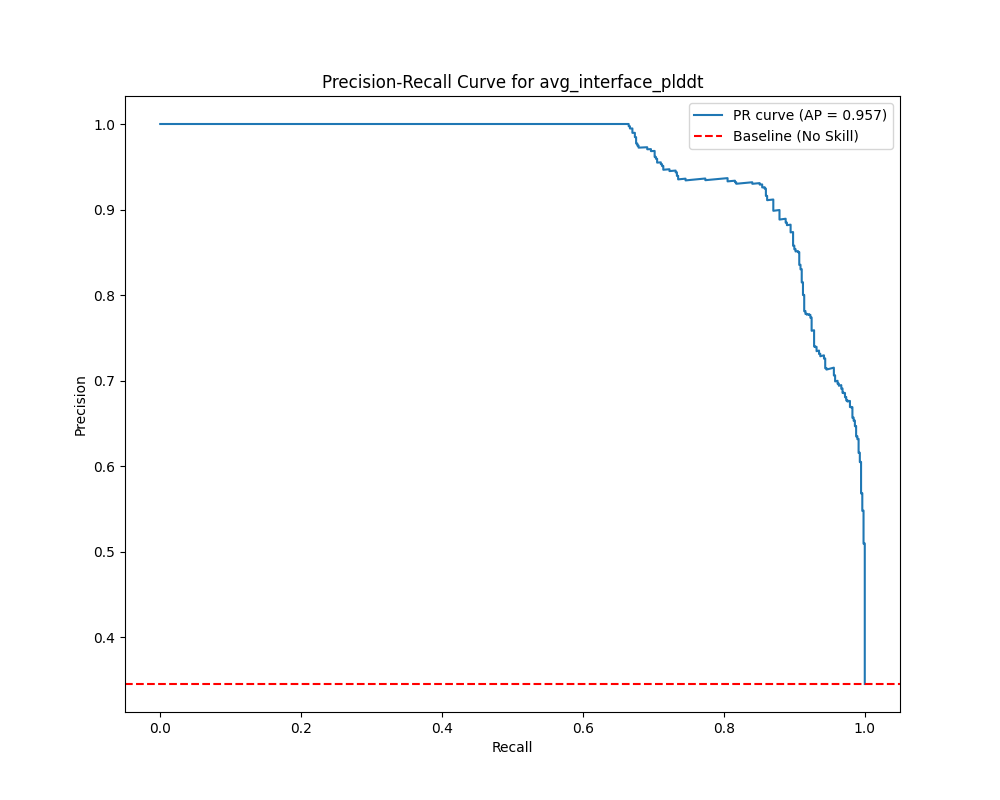 Precision-Recall Curve for avg_interface_plddt
PR curve (AP = 0.957)
Baseline (No Skill)
1.0
0.9
0.8
0.7
0.6
0.5
0.4
Precision
0.0 0.2 0.4 0.6 0.8 1.0
Recall